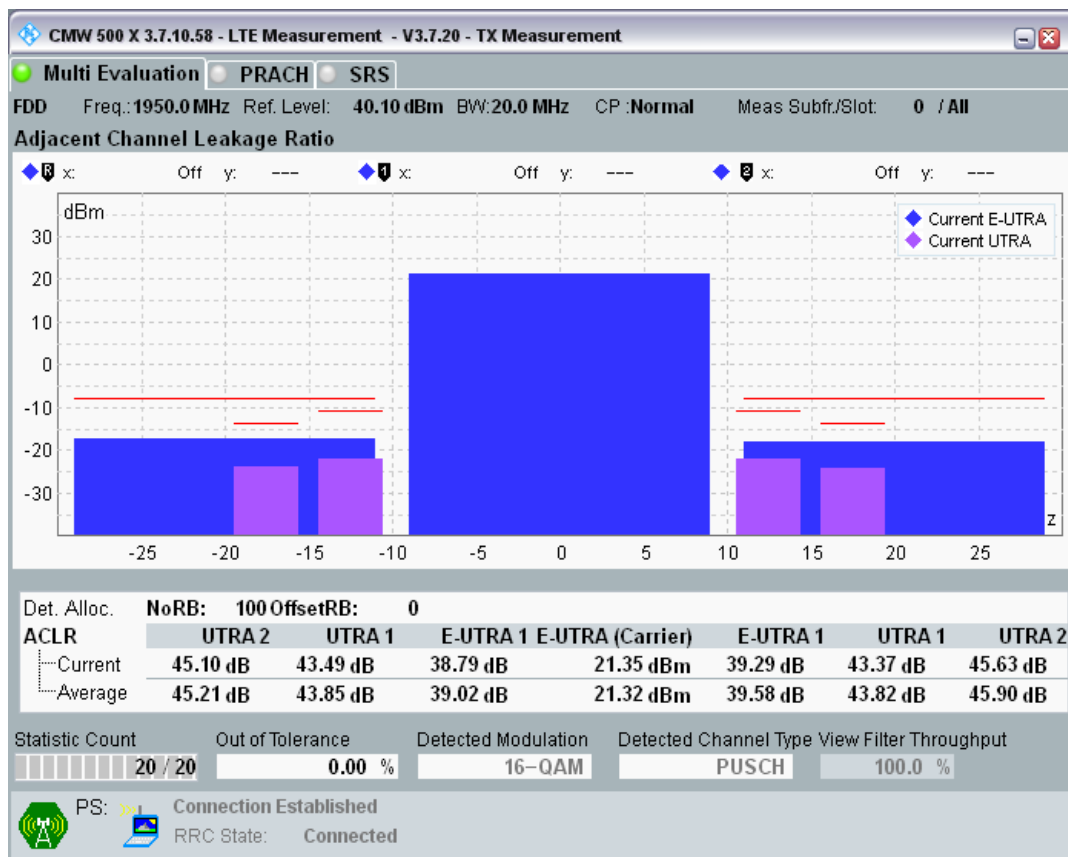 CMW 500 X 3.7.10.58 - LTE Measurement - V3.7.20 - TX Measurement
Multi Evaluation PRACH SRS
FDD Freq.:1950.0 MHz Ref. Level: 40.10 dBm BW:20.0 MHz CP :Normal Meas Subfr./Slot: 0 / All
Adjacent Channel Leakage Ratio
R x: Off y: --- 1 x: Off y: --- 2 x: Off y: ---
dBm
Current E-UTRA
Current UTRA
30
20
10
0
-10
-20
-30
z
-25 -20 -15 -10 -5 0 5 10 15 20 25
Det. Alloc. NoRB: 100 OffsetRB: 0
ACLR UTRA 2 UTRA 1 E-UTRA 1 E-UTRA (Carrier) E-UTRA 1 UTRA 1 UTRA 2
Current 45.10 dB 43.49 dB 38.79 dB 21.35 dBm 39.29 dB 43.37 dB 45.63 dB
Average 45.21 dB 43.85 dB 39.02 dB 21.32 dBm 39.58 dB 43.82 dB 45.90 dB
Statistic Count Out of Tolerance Detected Modulation Detected Channel Type View Filter Throughput
20 / 20 0.00 % 16-QAM PUSCH 100.0 %
PS: Connection Established
RRC State: Connected